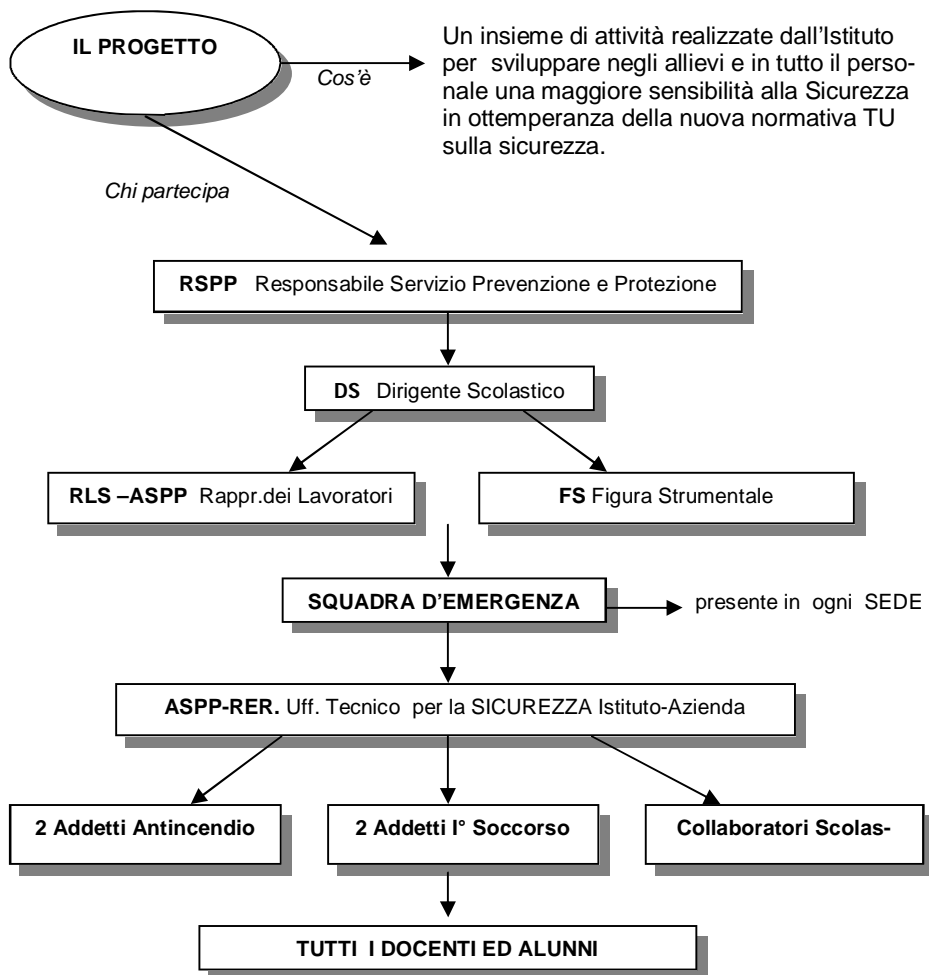 IL PROGETTO
Cos'è
Un insieme di attività realizzate dall'Istituto
per sviluppare negli allievi e in tutto il perso-
nale una maggiore sensibilità alla Sicurezza
in ottemperanza della nuova normativa TU
sulla sicurezza.
Chi partecipa
RSPP Responsabile Servizio Prevenzione e Protezione
DS Dirigente Scolastico
RLS –ASPP Rappr.dei Lavoratori
FS Figura Strumentale
SQUADRA D'EMERGENZA
presente in ogni SEDE
ASPP-RER. Uff. Tecnico per la SICUREZZA Istituto-Azienda
2 Addetti Antincendio
2 Addetti I° Soccorso
Collaboratori Scolas-
TUTTI I DOCENTI ED ALUNNI